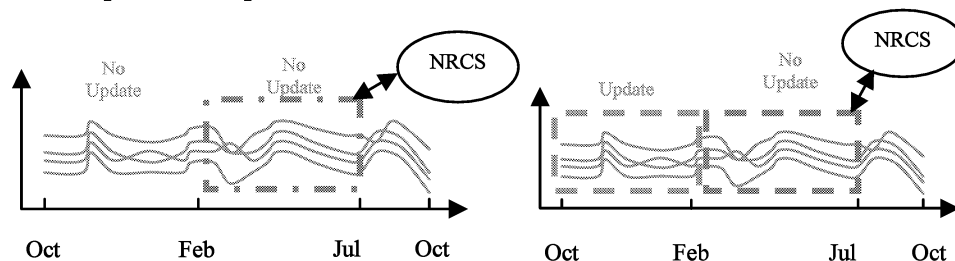 No
Update
No
Update
NRCS
Oct
Feb
Jul
Oct
Update
No
Update
NRCS
Oct
Feb
Jul
Oct